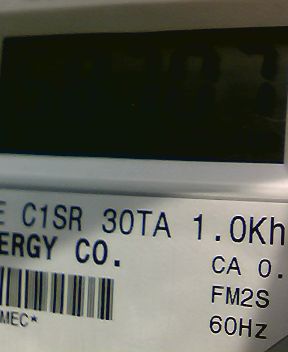 E C1SR 30TA 1.0Kh
ERGY CO.
CA 0.
FM2S
MEC*
60Hz